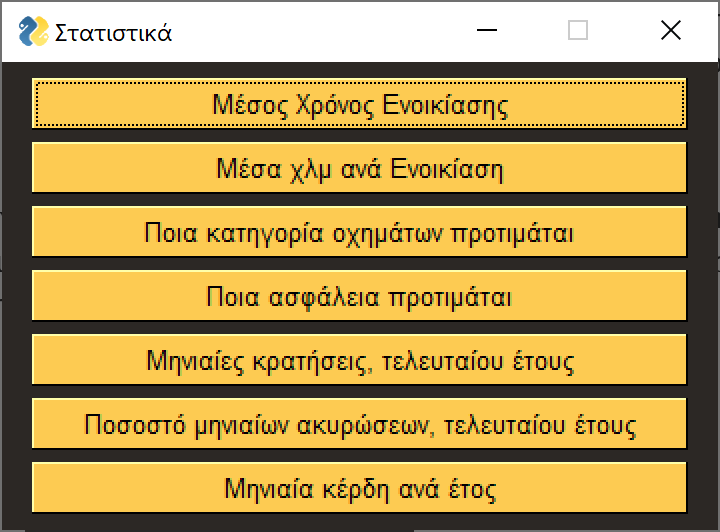 Στατιστικά
Μέσος Χρόνος Ενοικίασης
Μέσα χλμ ανά Ενοικίαση
Ποια κατηγορία οχημάτων προτιμάται
Ποια ασφάλεια προτιμάται
Μηνιαίες κρατήσεις, τελευταίου έτους
Ποσοστό μηνιαίων ακυρώσεων, τελευταίου έτους
Μηνιαία κέρδη ανά έτος